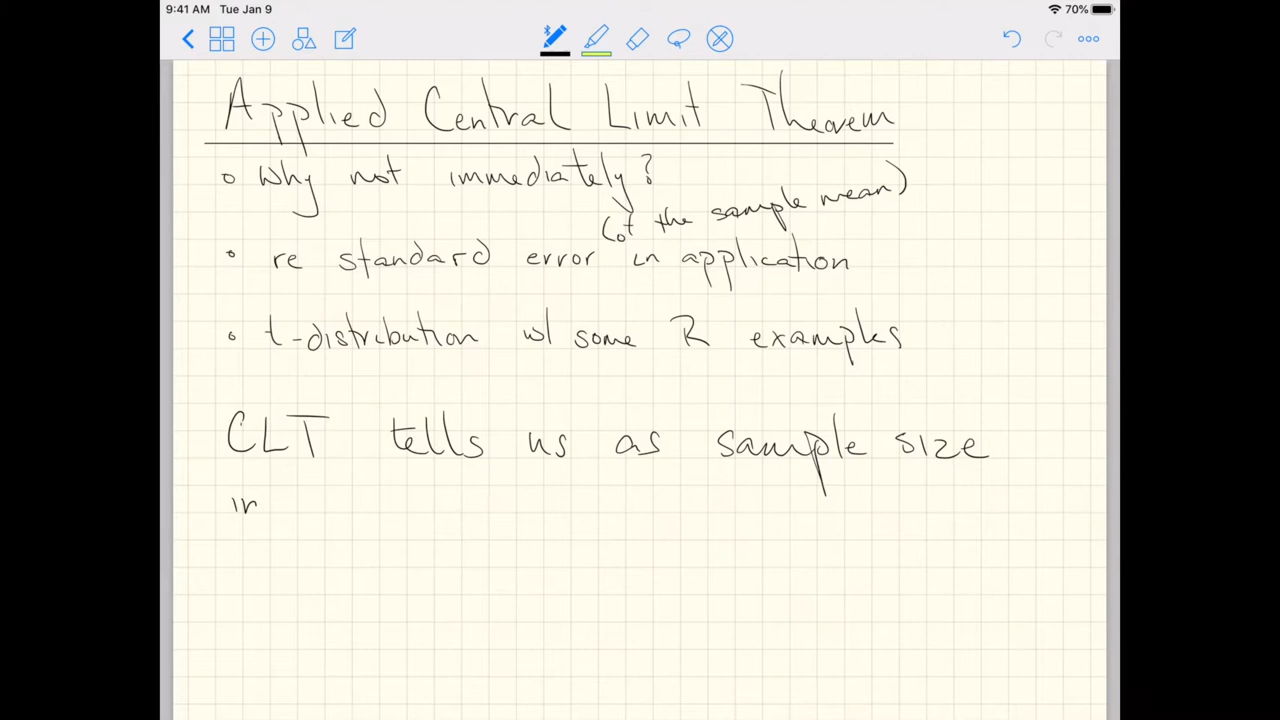 9:41 AM Tue Jan 9 70%
Applied Central Limit Theorem
• Why not immediately?
(of the sample mean)
• re standard error in application
• t-distribution w/ some R examples
CLT tells us as sample size
in